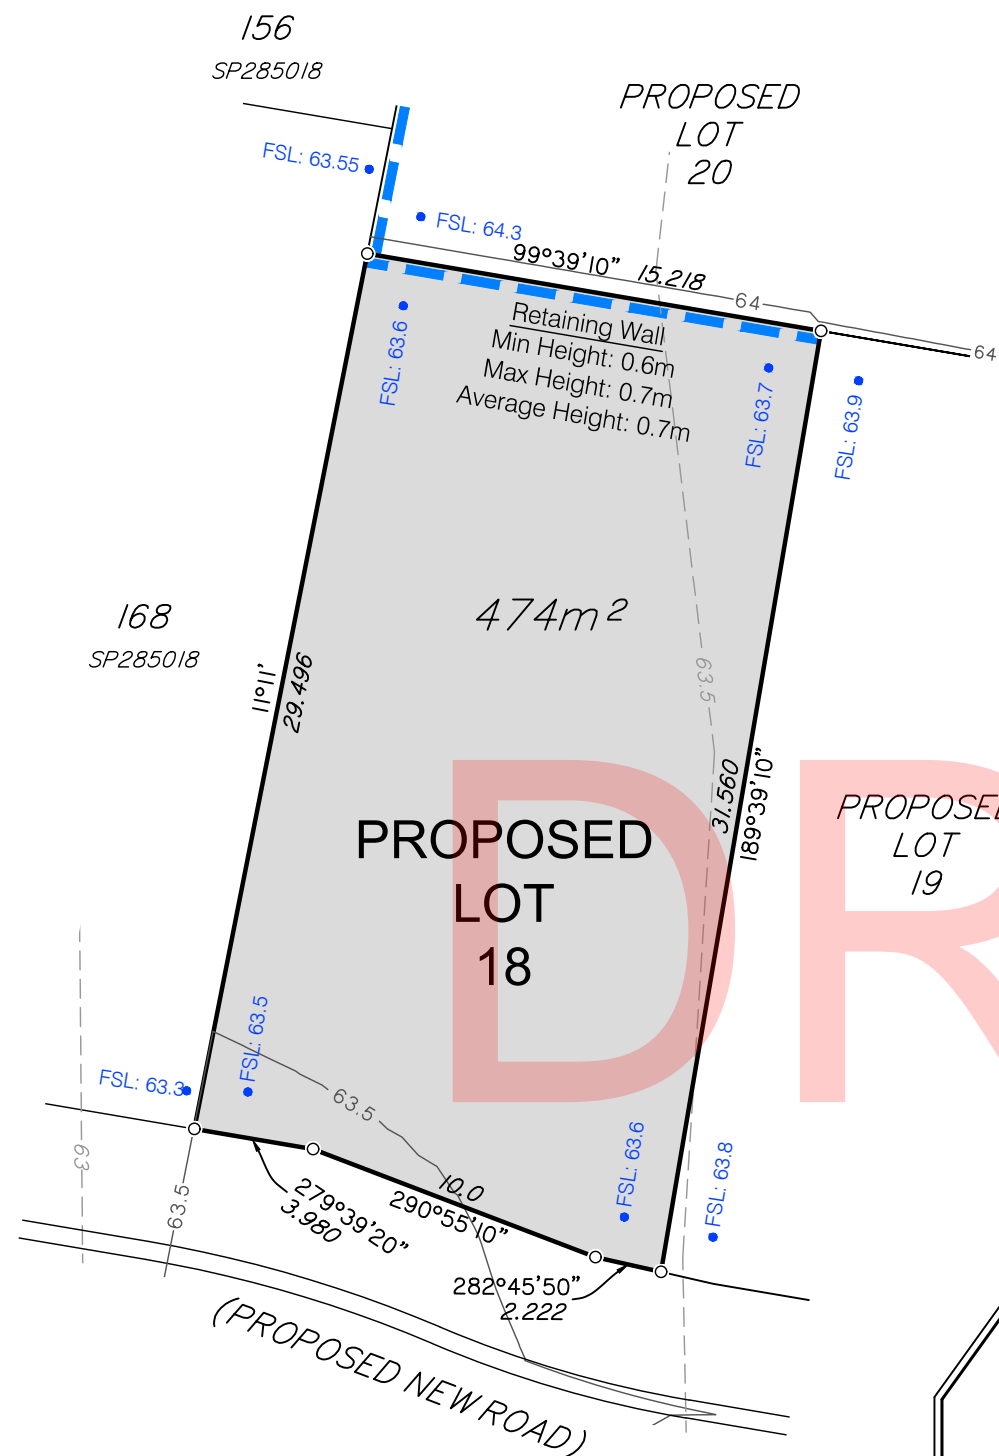 156
SP285018
PROPOSED
LOT
20
FSL: 63.55
FSL: 64.3
99°39'10" 15.218
64
64
Retaining Wall
Min Height: 0.6m
Max Height: 0.7m
Average Height: 0.7m
FSL: 63.6
FSL: 63.7
FSL: 63.9
474m²
168
SP285018
11°11'
29.496
63.5
31.560
189°39'10"
PROPOSED
LOT
18
PROPOSED
LOT
19
DR
FSL: 63.5
FSL: 63.3
63.5
63
63.5
FSL: 63.6
FSL: 63.8
10.0
290°55'10"
279°39'20"
3.980
282°45'50"
2.222
(PROPOSED NEW ROAD)